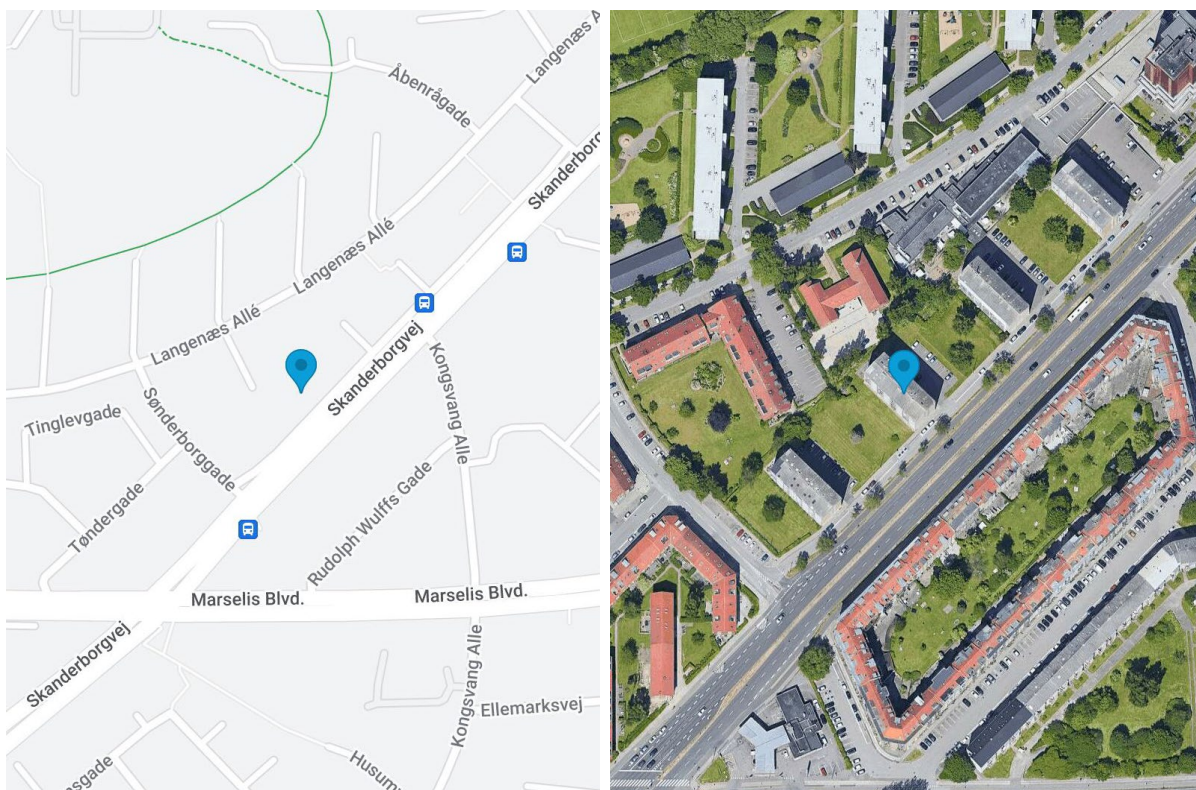 Åbenrågade
Langenæs A
Skanderborgv
Langenæs Allé
Langenæs Allé
Skanderborgvej
Kongsvang Alle
Tinglevgade
Sønderborggade
Tøndergade
Rudolph Wulffs Gade
Marselis Blvd.
Marselis Blvd.
Skanderborgvej
Kongsvang Alle
Ellemarksvej
sgade
Husum